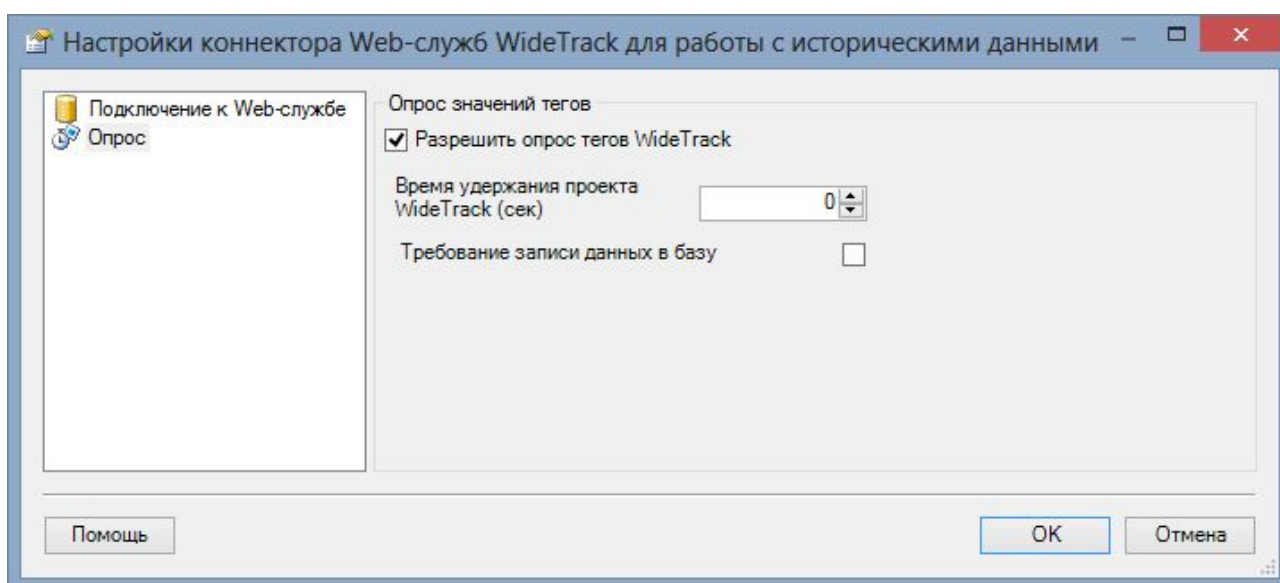 Настройки коннектора Web-служб WideTrack для работы с историческими данными
Подключение к Web-службе
Опрос
Опрос значений тегов
Разрешить опрос тегов WideTrack
Время удержания проекта
WideTrack (сек)
0
Требование записи данных в базу
Помощь
OK
Отмена